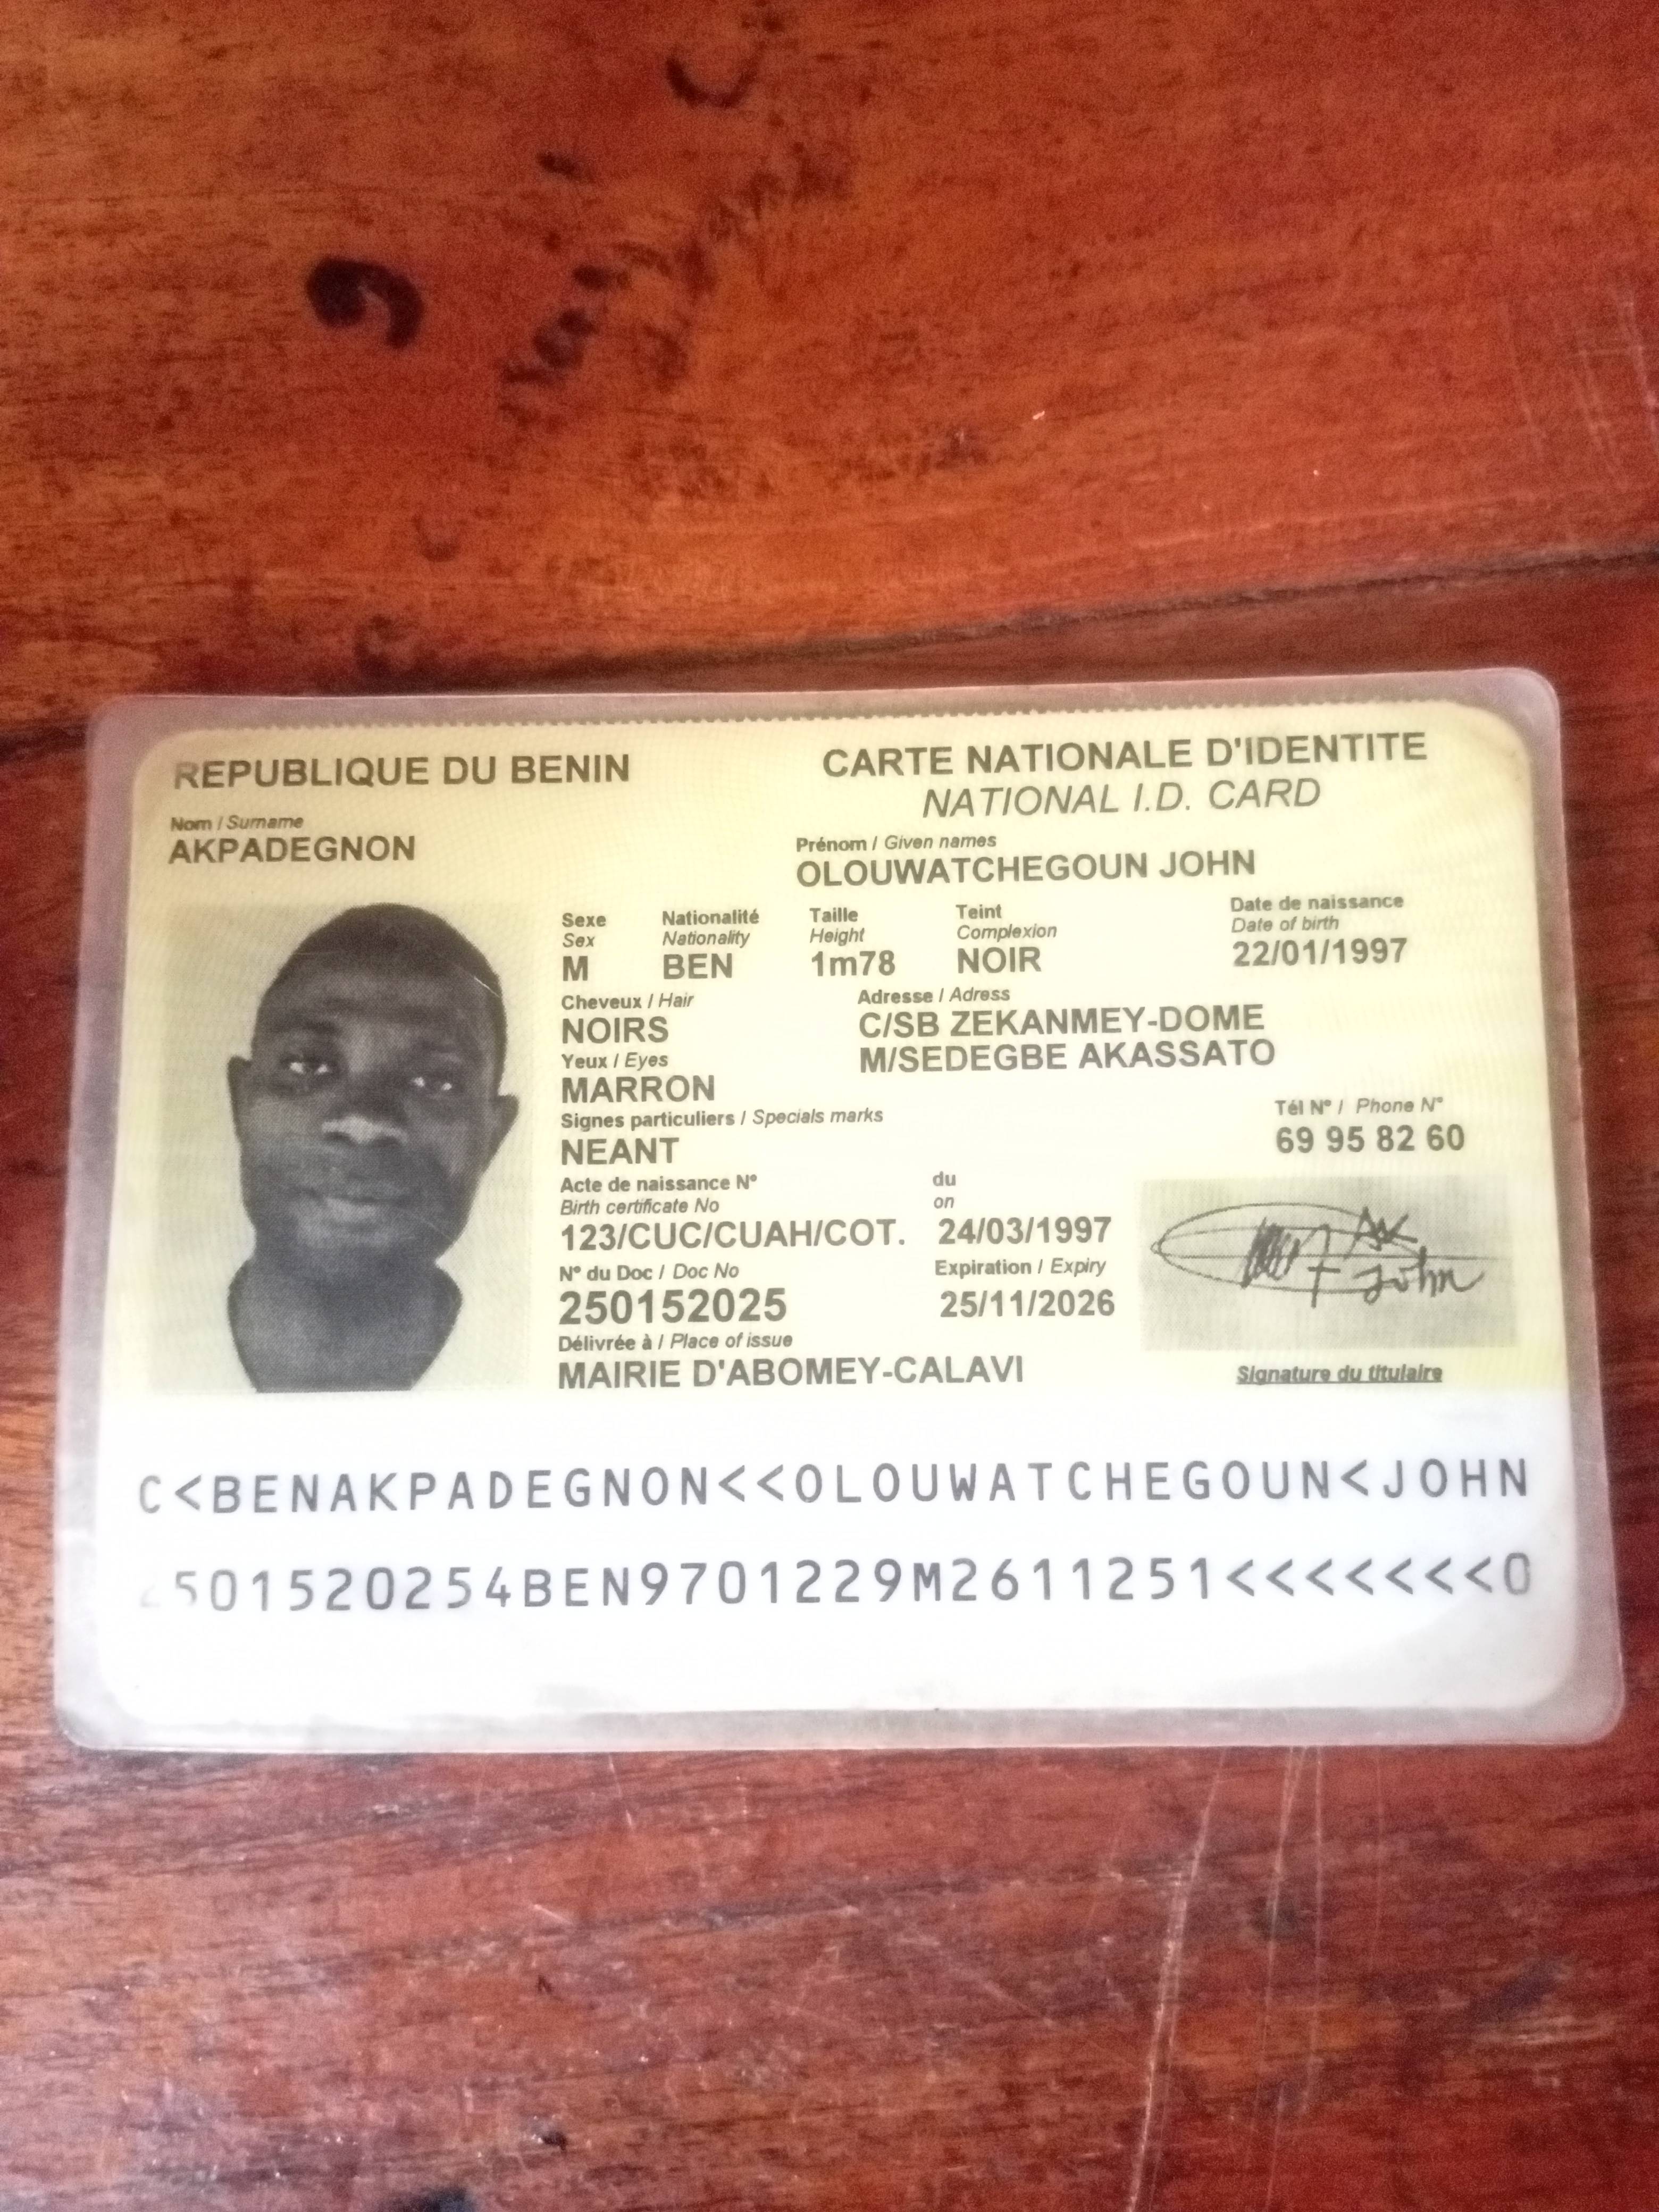 REPUBLIQUE DU BENIN
CARTE NATIONALE D'IDENTITE
NATIONAL I.D. CARD
Nom / Surname
AKPADEGNON
Prénom / Given names
OLOUWATCHEGOUN JOHN
Sexe Nationalité Taille Teint Date de naissance
Sex Nationality Height Complexion Date of birth
M BEN 1m78 NOIR 22/01/1997
Cheveux / Hair Adresse / Adress
NOIRS C/SB ZEKANMEY-DOME
Yeux / Eyes M/SEDEGBE AKASSATO
MARRON
Signes particuliers / Specials marks Tél N° / Phone N°
NEANT 69 95 82 60
Acte de naissance N° du
Birth certificate No on
123/CUC/CUAH/COT. 24/03/1997
N° du Doc / Doc No Expiration / Expiry
250152025 25/11/2026
Délivrée à / Place of issue
MAIRIE D'ABOMEY-CALAVI
John
Signature du titulaire
C<BENAKPADEGNON<<OLOUWATCHEGOUN<JOHN
2501520254BEN9701229M2611251<<<<<<<0